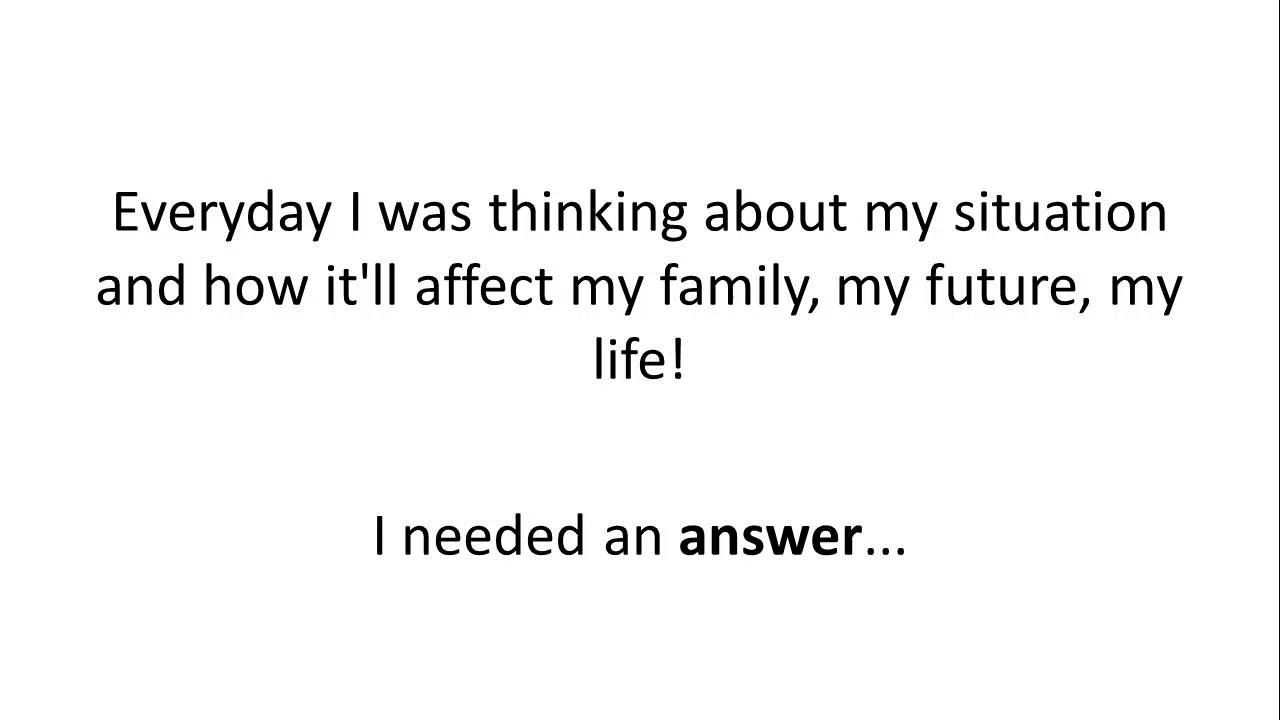 Everyday I was thinking about my situation
and how it'll affect my family, my future, my
life!
I needed an answer...